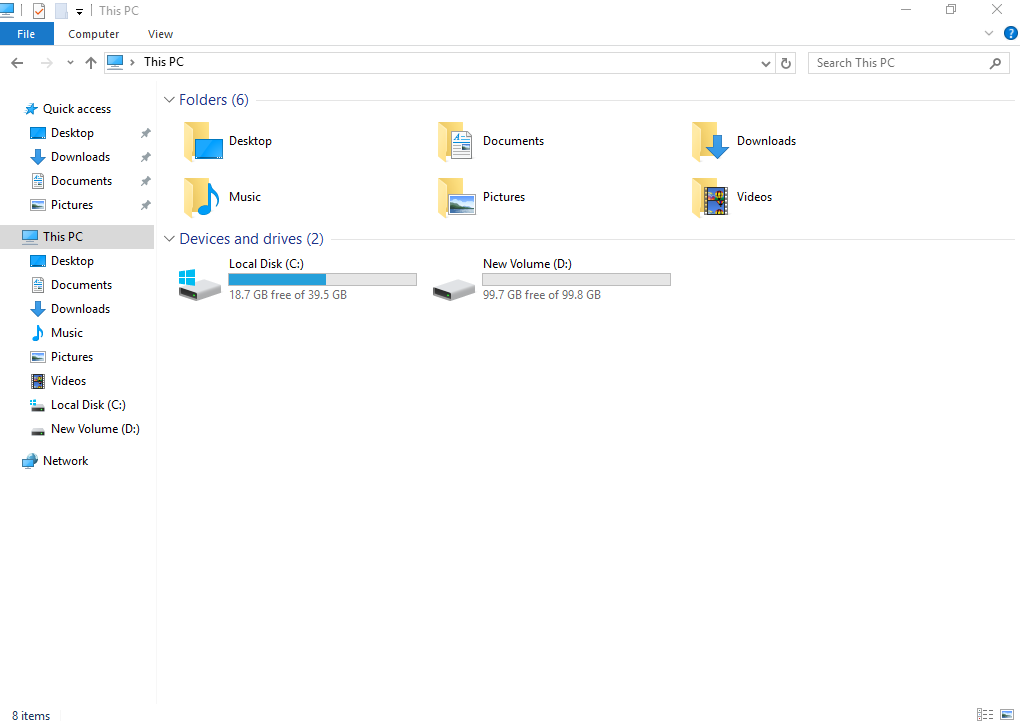 This PC
File Computer View
This PC
Search This PC
Quick access
Desktop
Downloads
Documents
Pictures
This PC
Desktop
Documents
Downloads
Music
Pictures
Videos
Local Disk (C:)
New Volume (D:)
Network
Folders (6)
Desktop Documents Downloads
Music Pictures Videos
Devices and drives (2)
Local Disk (C:) New Volume (D:)
18.7 GB free of 39.5 GB 99.7 GB free of 99.8 GB
8 items